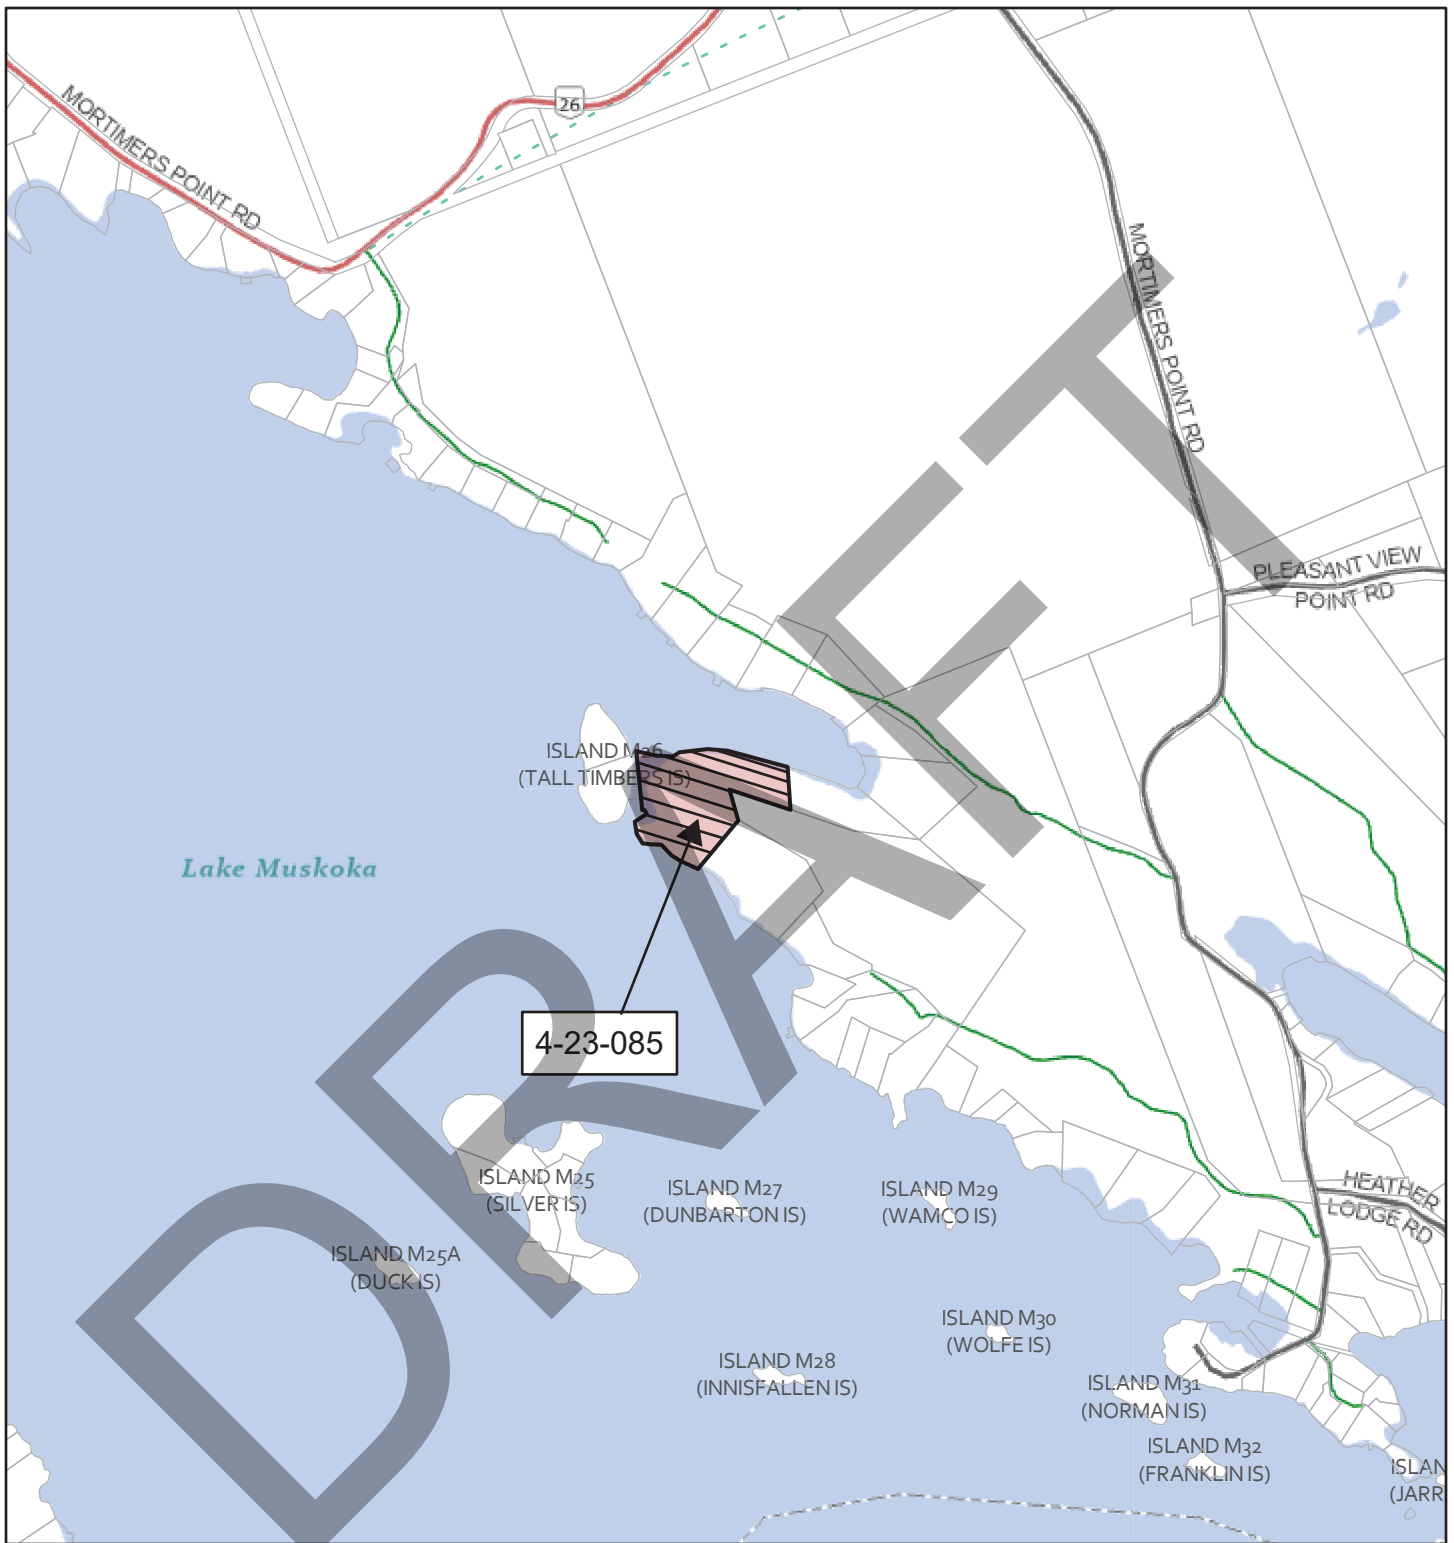 26
MORTIMERS POINT RD
MORTIMERS POINT RD
PLEASANT VIEW
POINT RD
ISLAND M26
(TALL TIMBERS IS)
Lake Muskoka
4-23-085
ISLAND M25
(SILVER IS)
ISLAND M27
(DUNBARTON IS)
ISLAND M29
(WAMCO IS)
HEATHER
LODGE RD
ISLAND M25A
(DUCK IS)
ISLAND M30
(WOLFE IS)
ISLAND M28
(INNISFALLEN IS)
ISLAND M31
(NORMAN IS)
ISLAND M32
(FRANKLIN IS)
ISLAN
(JARR
DRAFT